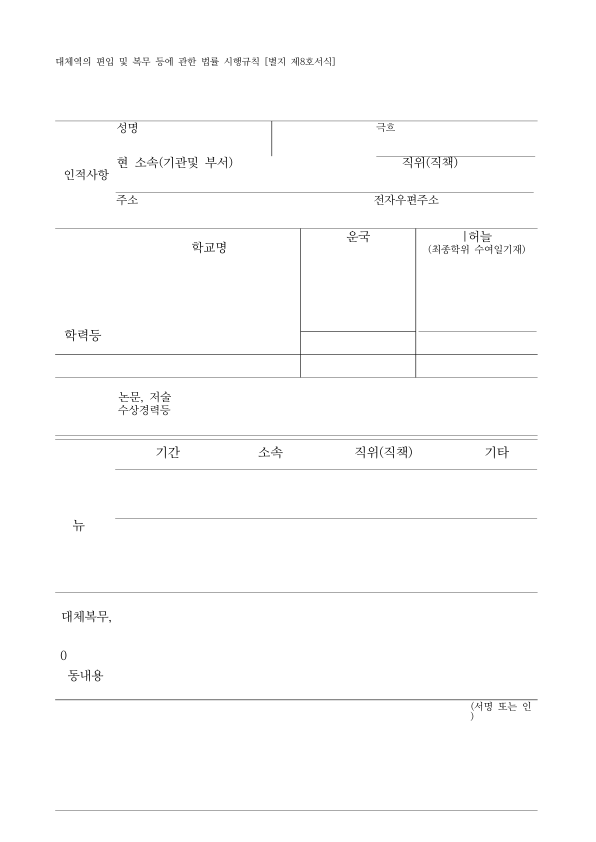 대체역의 편입 및 복무 등에 관한 법률 시행규칙 [별지 제8호서식]
성명
극흐
인적사항
현 소속(기관및 부서)
직위(직책)
주소
전자우편주소
학교명
운국
|허늘
(최종학위 수여일기재)
학력등
논문, 저술
수상경력등
기간
소속
직위(직책)
기타
뉴
대체복무,
0
동내용
(서명 또는 인
)